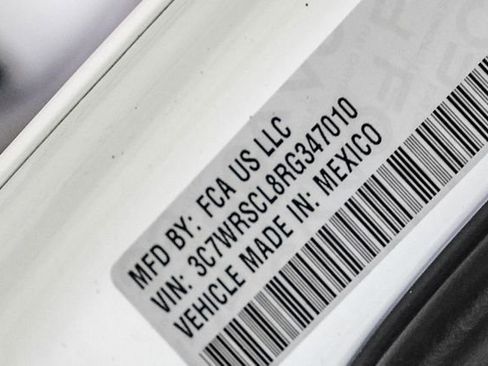 MFD BY: FCA US LLC
VIN: 3C7WRSCL8RG347010
VEHICLE MADE IN: MEXICO